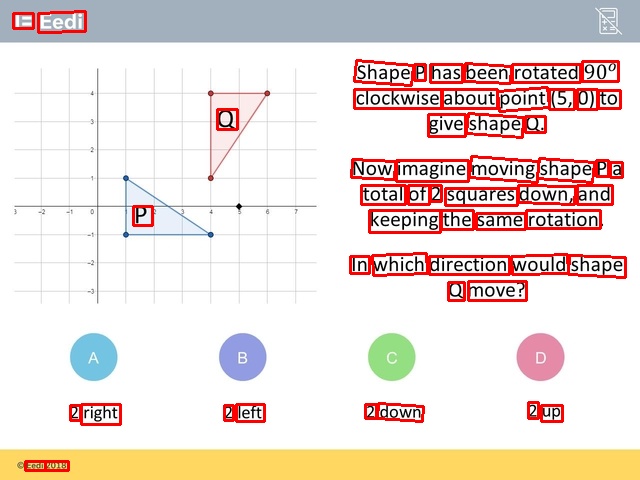 Eedi
Shape P has been rotated 90°
clockwise about point (5, 0) to
give shape Q.
Now imagine moving shape P a
total of 2 squares down, and
keeping the same rotation.
In which direction would shape
Q move?
4
3
2
1
-3 -2 -1 0 1 2 3 4 5 6 7
-1
-2
-3
Q
P
A B C D
2 right 2 left 2 down 2 up
© Eedi 2018